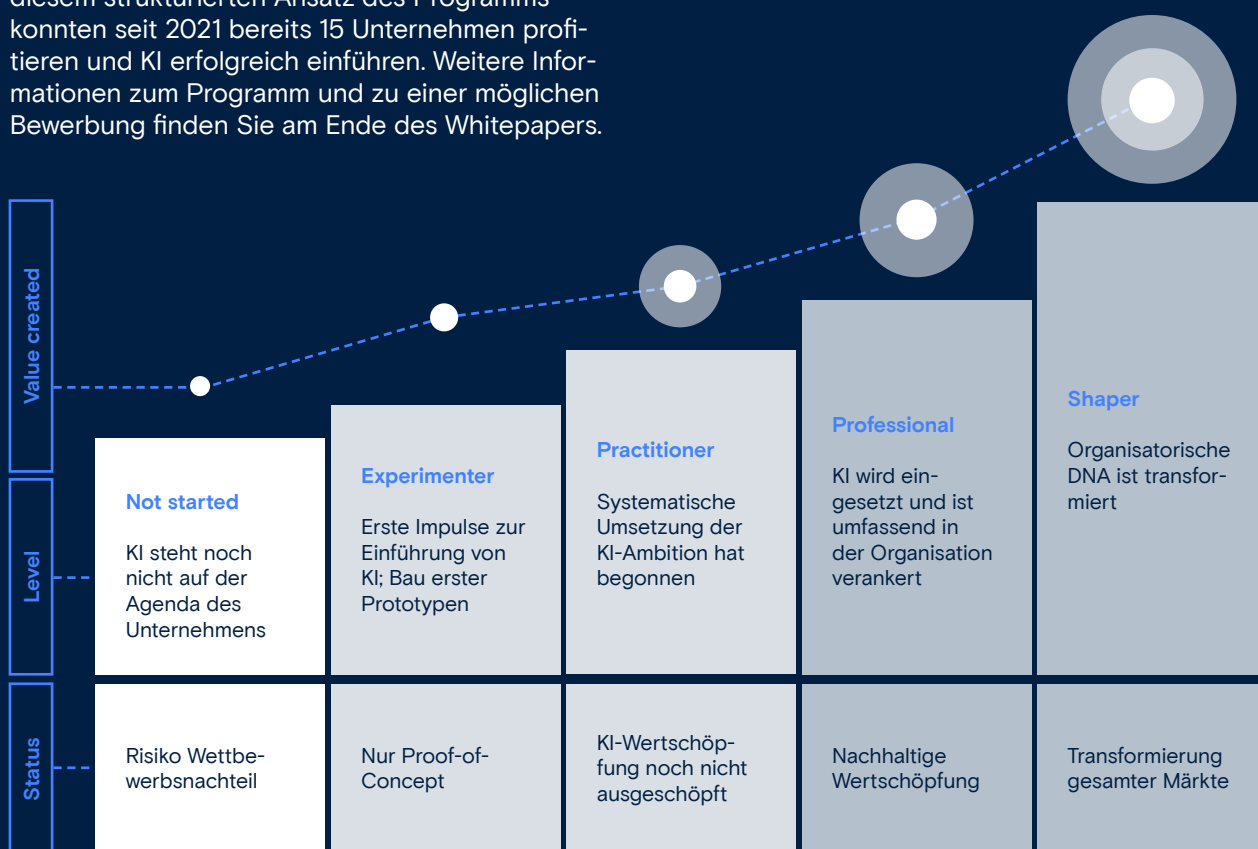 diesem strukturierten Ansatz des Programms
konnten seit 2021 bereits 15 Unternehmen profi-
tieren und KI erfolgreich einführen. Weitere Infor-
mationen zum Programm und zu einer möglichen
Bewerbung finden Sie am Ende des Whitepapers.
Value created
Level
Not started
KI steht noch
nicht auf der
Agenda des
Unternehmens
Experimenter
Erste Impulse zur
Einführung von
KI; Bau erster
Prototypen
Practitioner
Systematische
Umsetzung der
KI-Ambition hat
begonnen
Professional
KI wird ein-
gesetzt und ist
umfassend in
der Organisation
verankert
Shaper
Organisatorische
DNA ist transfor-
miert
Status
Risiko Wettbe-
werbsnachteil
Nur Proof-of-
Concept
KI-Wertschöp-
fung noch nicht
ausgeschöpft
Nachhaltige
Wertschöpfung
Transformierung
gesamter Märkte